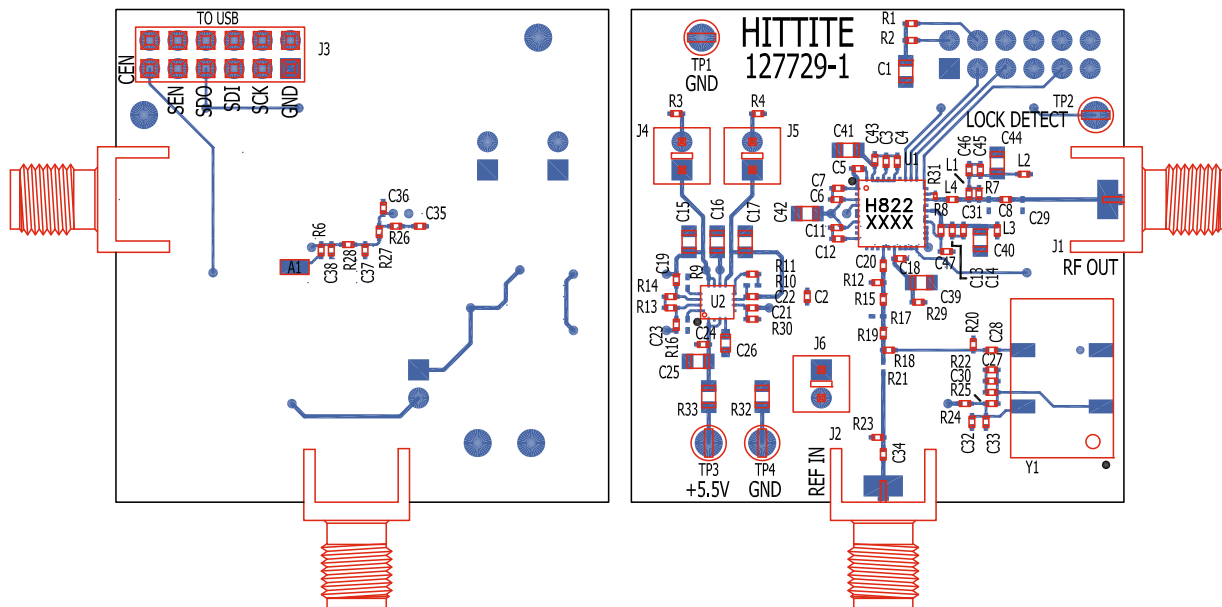 TO USB
J3
CEN
SEN
SDO
SDI
SCK
GND
C36
C35
R26
R27
R6
C38
R28
C37
A1
HITTITE
127729-1
TP1
GND
R1
R2
C1
TP2
LOCK DETECT
R3
R4
J4
J5
C41
C43
C3
C4
U1
C5
C7
C6
C42
C11
C12
H822
XXXX
R31
C46
C45
C44
L1
L2
L4
R7
R8
C31
C8
C29
L3
C40
C47
C13
C14
J1
RF OUT
C15
C16
C17
C19
R9
R11
R10
R14
R13
U2
C22
C21
R30
C2
C23
R16
C24
C25
C26
C20
C18
R12
R15
C39
R29
R17
R19
R18
R21
R20
C28
R22
C27
C30
R25
R24
C32
C33
Y1
J6
R33
R32
R23
J2
C34
TP3
+5.5V
TP4
GND
REF IN